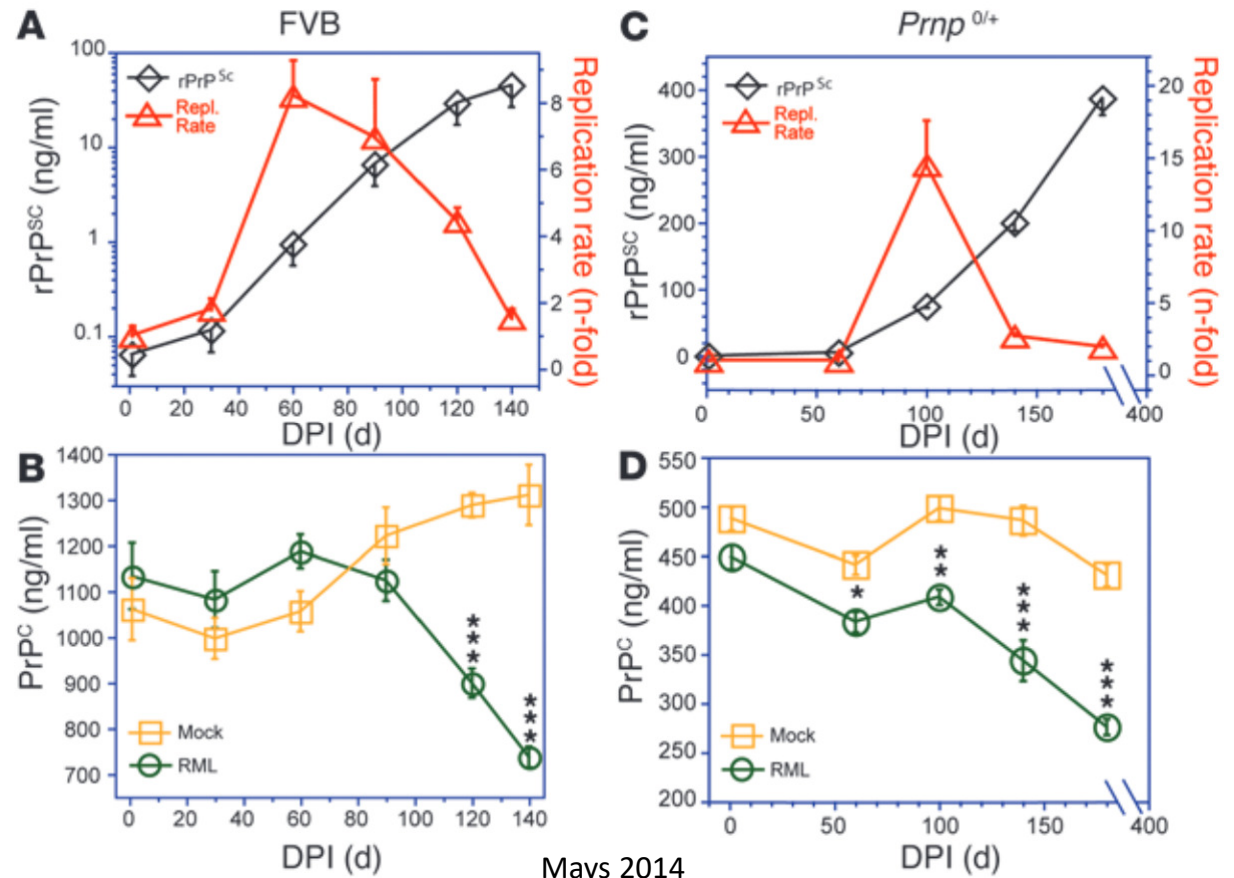 A
FVB
rPrP Sc
Repl.
Rate
rPrPSC (ng/ml)
100
10
1
0.1
Replication rate (n-fold)
8
6
4
2
0
0 20 40 60 80 100 120 140
DPI (d)
C
Prnp 0/+
rPrP Sc
Repl.
Rate
rPrPSC (ng/ml)
400
300
200
100
0
Replication rate (n-fold)
20
15
10
5
0
0 50 100 150 400
DPI (d)
B
PrPC (ng/ml)
1400
1300
1200
1100
1000
900
800
700
***
***
Mock
RML
0 20 40 60 80 100 120 140
DPI (d)
D
PrPC (ng/ml)
550
500
450
400
350
300
250
200
*
**
***
***
Mock
RML
0 50 100 150 400
DPI (d)
Mays 2014